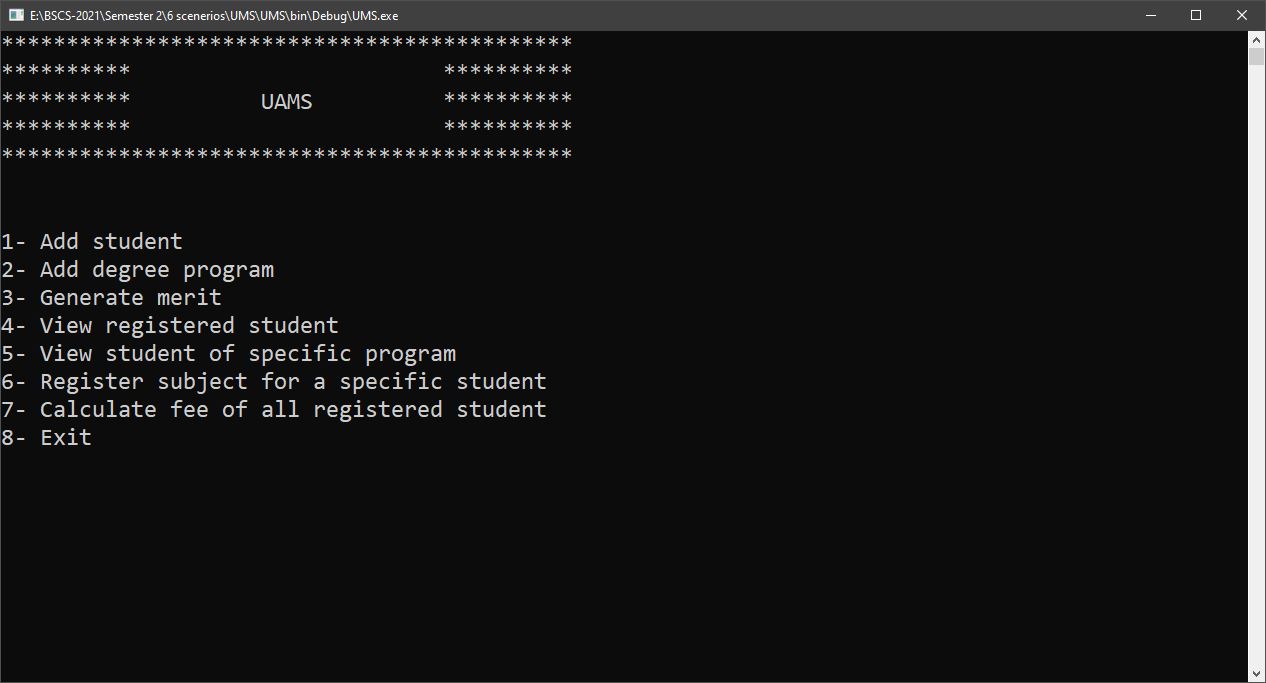 E:\BSCS-2021\Semester 2\6 scenerios\UMS\UMS\bin\Debug\UMS.exe
********************************************
********** **********
********** UAMS **********
********** **********
********************************************
1- Add student
2- Add degree program
3- Generate merit
4- View registered student
5- View student of specific program
6- Register subject for a specific student
7- Calculate fee of all registered student
8- Exit